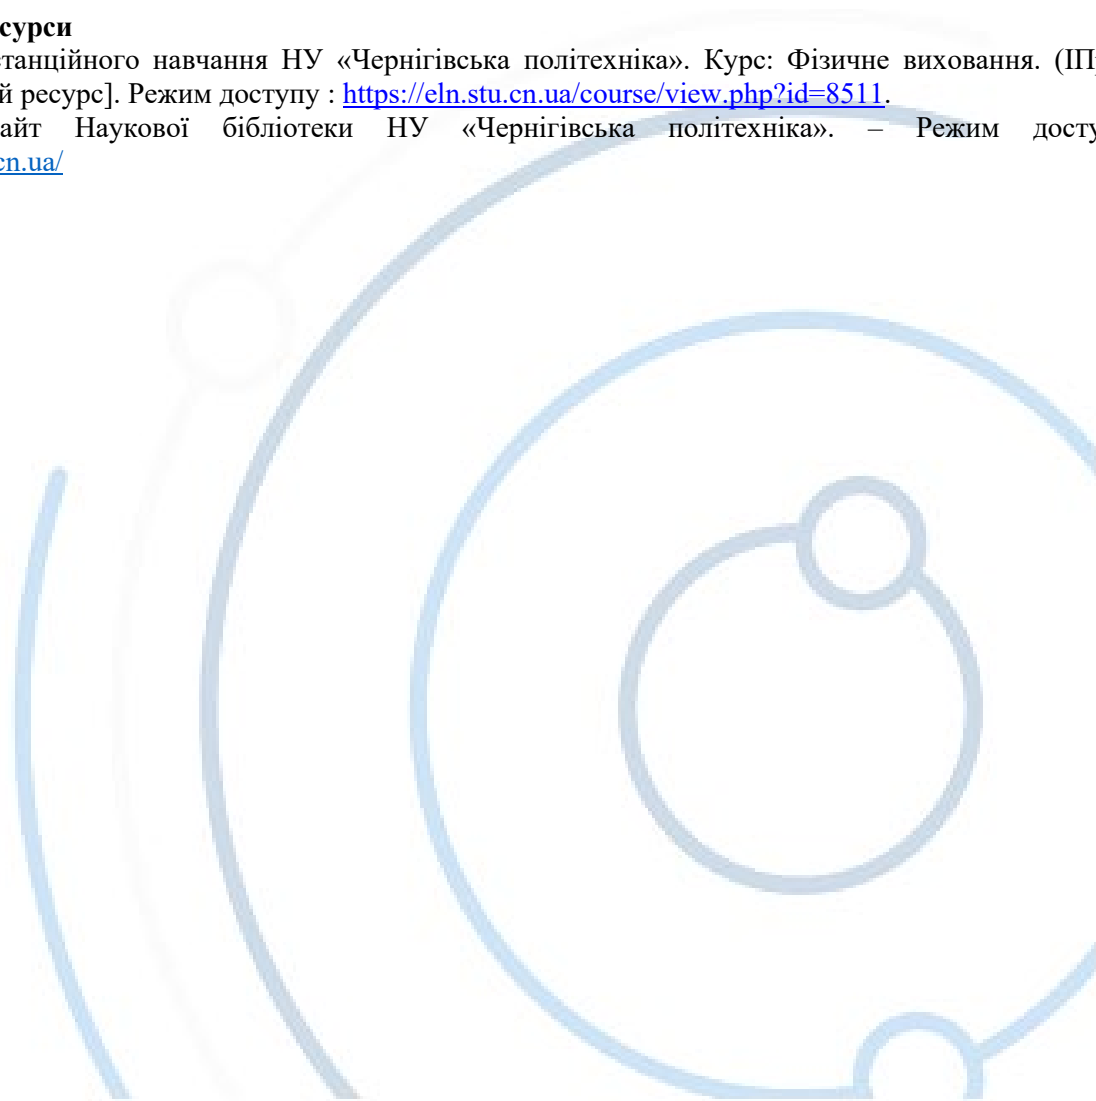 сурси
танційного навчання НУ «Чернігівська політехніка». Курс: Фізичне виховання. (ІП
й ресурс]. Режим доступу : https://eln.stu.cn.ua/course/view.php?id=8511.
айт Наукової бібліотеки НУ «Чернігівська політехніка». – Режим досту
cn.ua/